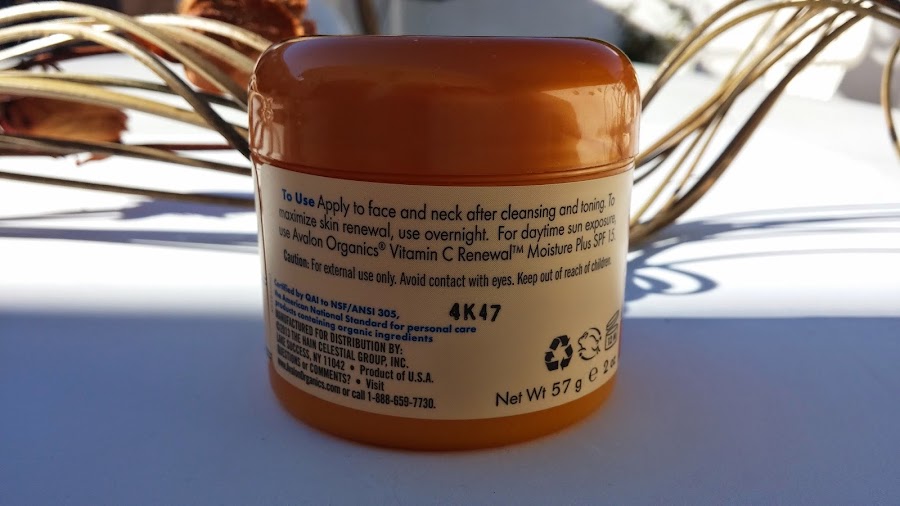 To Use Apply to face and neck after cleansing and toning. To
maximize skin renewal, use overnight. For daytime sun exposure,
use Avalon Organics® Vitamin C Renewal™ Moisture Plus SPF 15.
Caution: For external use only. Avoid contact with eyes. Keep out of reach of children.
4K47
Certified by QAI to NSF/ANSI 305,
the American National Standard for personal care
products containing organic ingredients
MANUFACTURED FOR DISTRIBUTION BY:
©2013 THE HAIN CELESTIAL GROUP, INC.
LAKE SUCCESS, NY 11042 • Product of U.S.A.
QUESTIONS or COMMENTS? • Visit
www.AvalonOrganics.com or call 1-888-659-7730.
Net Wt 57 g e 2 oz